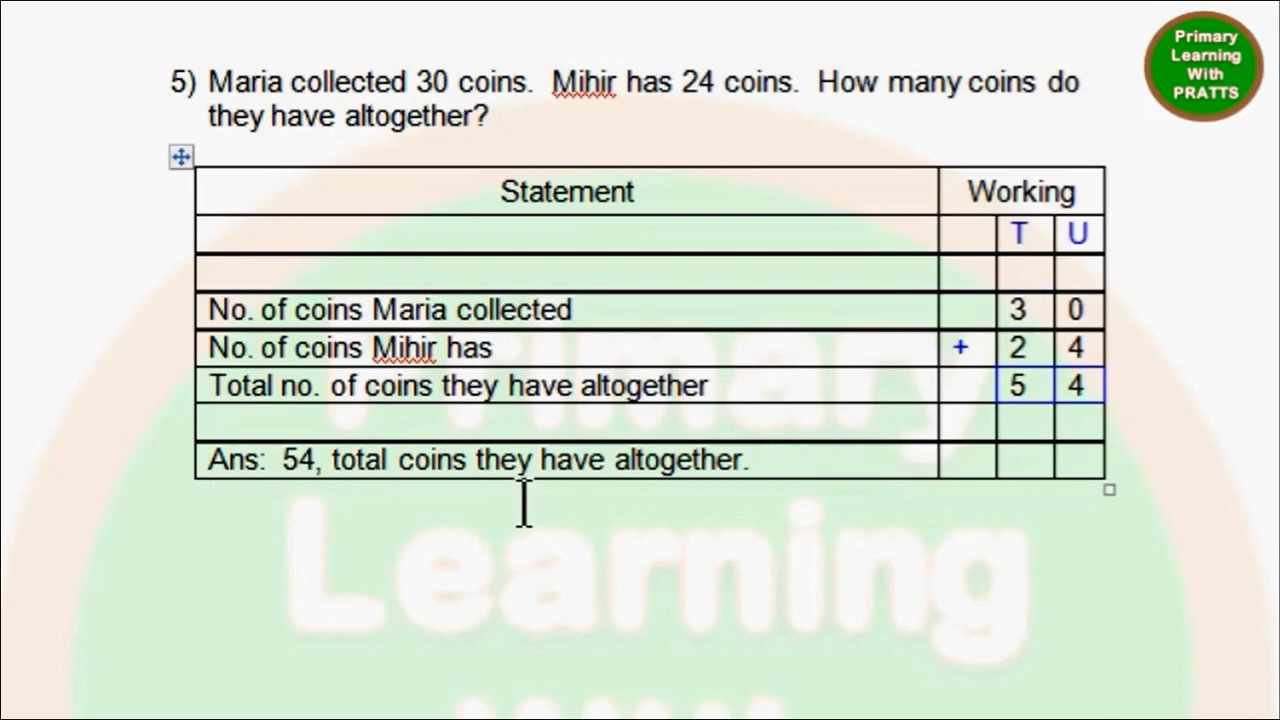 Primary
Learning
With
PRATTS
5) Maria collected 30 coins. Mihir has 24 coins. How many coins do
they have altogether?
Statement Working
T U
No. of coins Maria collected 3 0
No. of coins Mihir has + 2 4
Total no. of coins they have altogether 5 4
Ans: 54, total coins they have altogether.
Primary
Learning